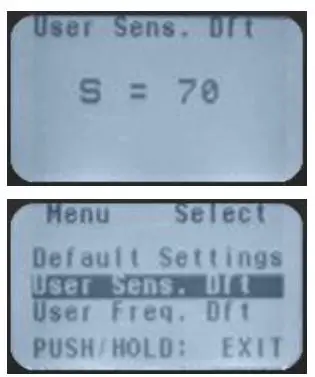 User Sens. Dft
S = 70
Menu Select
Default Settings
User Sens. Dft
User Freq. Dft
PUSH/HOLD: EXIT